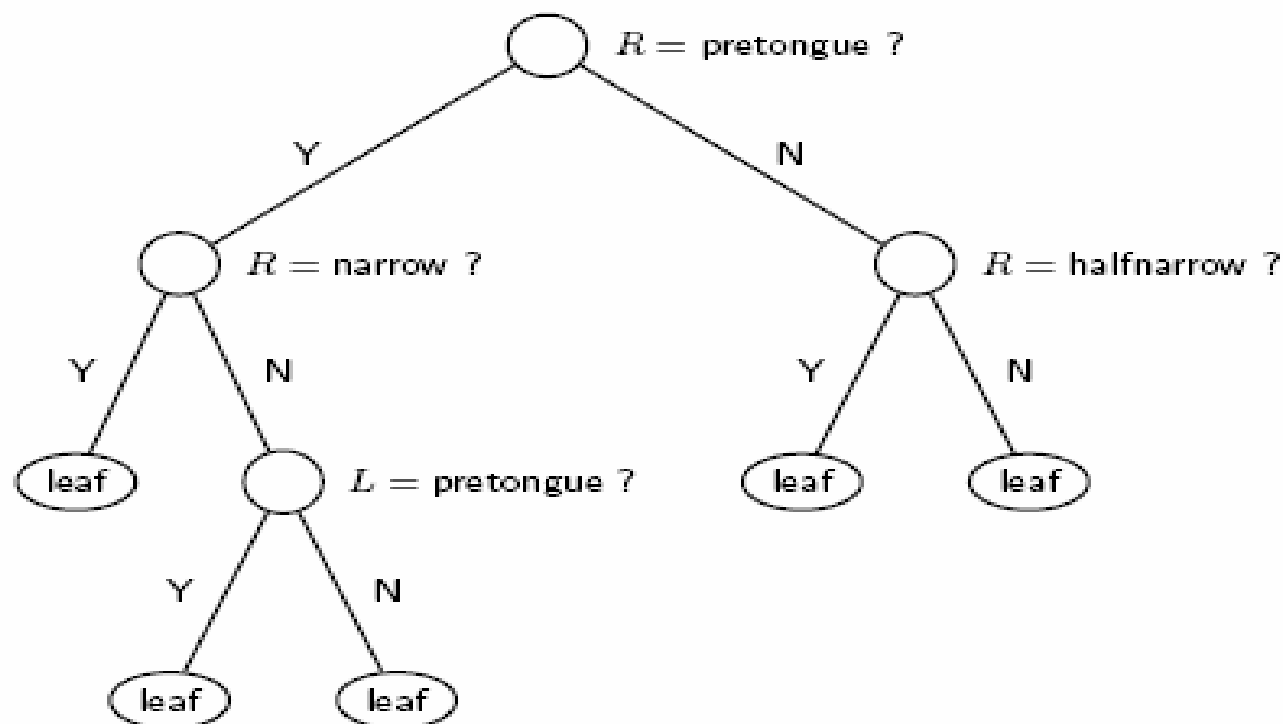 R = pretongue ?
Y N
R = narrow ? R = halfnarrow ?
Y N Y N
leaf L = pretongue ? leaf leaf
Y N
leaf leaf